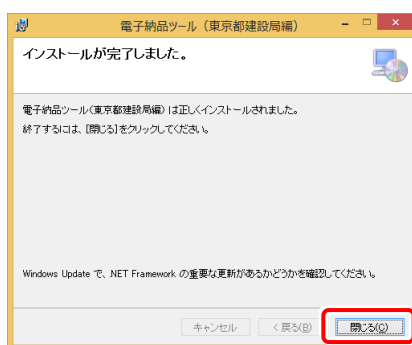 電子納品ツール（東京都建設局編）
インストールが完了しました。
電子納品ツール(東京都建設局編) は正しくインストールされました。
終了するには、[閉じる]をクリックしてください。
Windows Update で、.NET Framework の重要な更新があるかどうかを確認してください。
キャンセル
< 戻る(B)
閉じる(C)